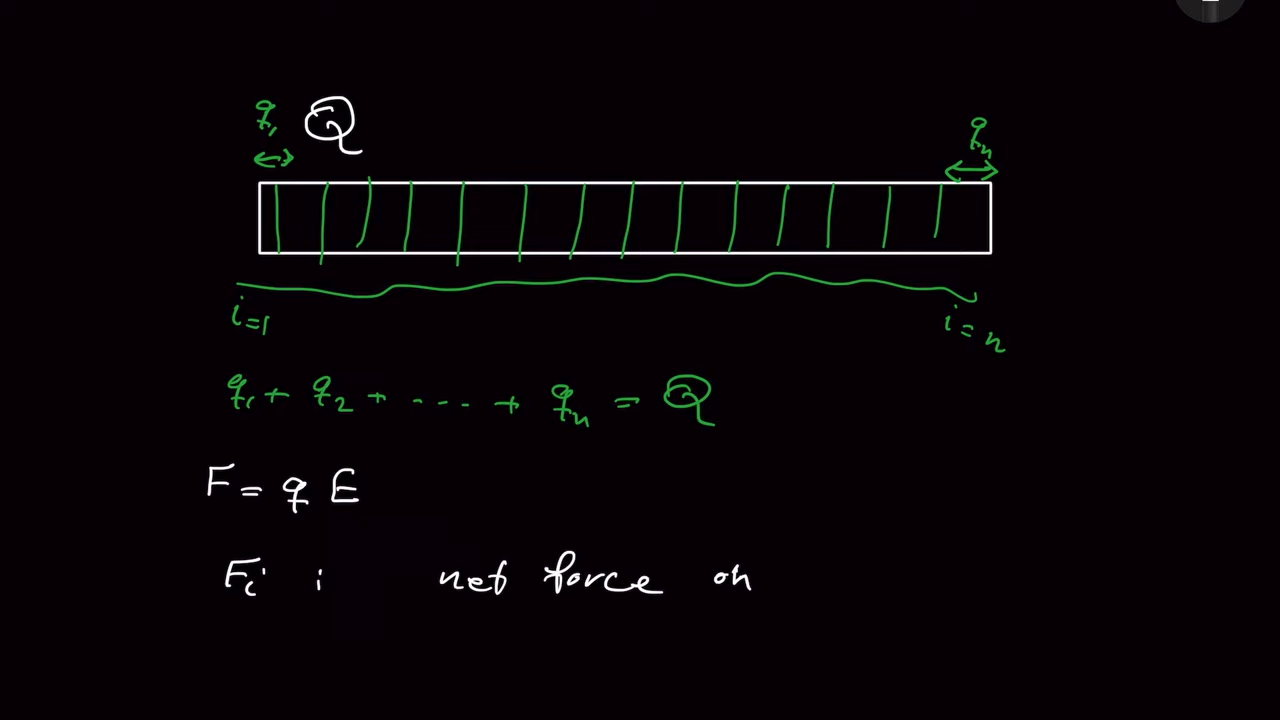 q₁ Q qₙ
i=1 i=n
q₁ + q₂ + ---- + qₙ = Q
F = q E
Fᵢ : net force on